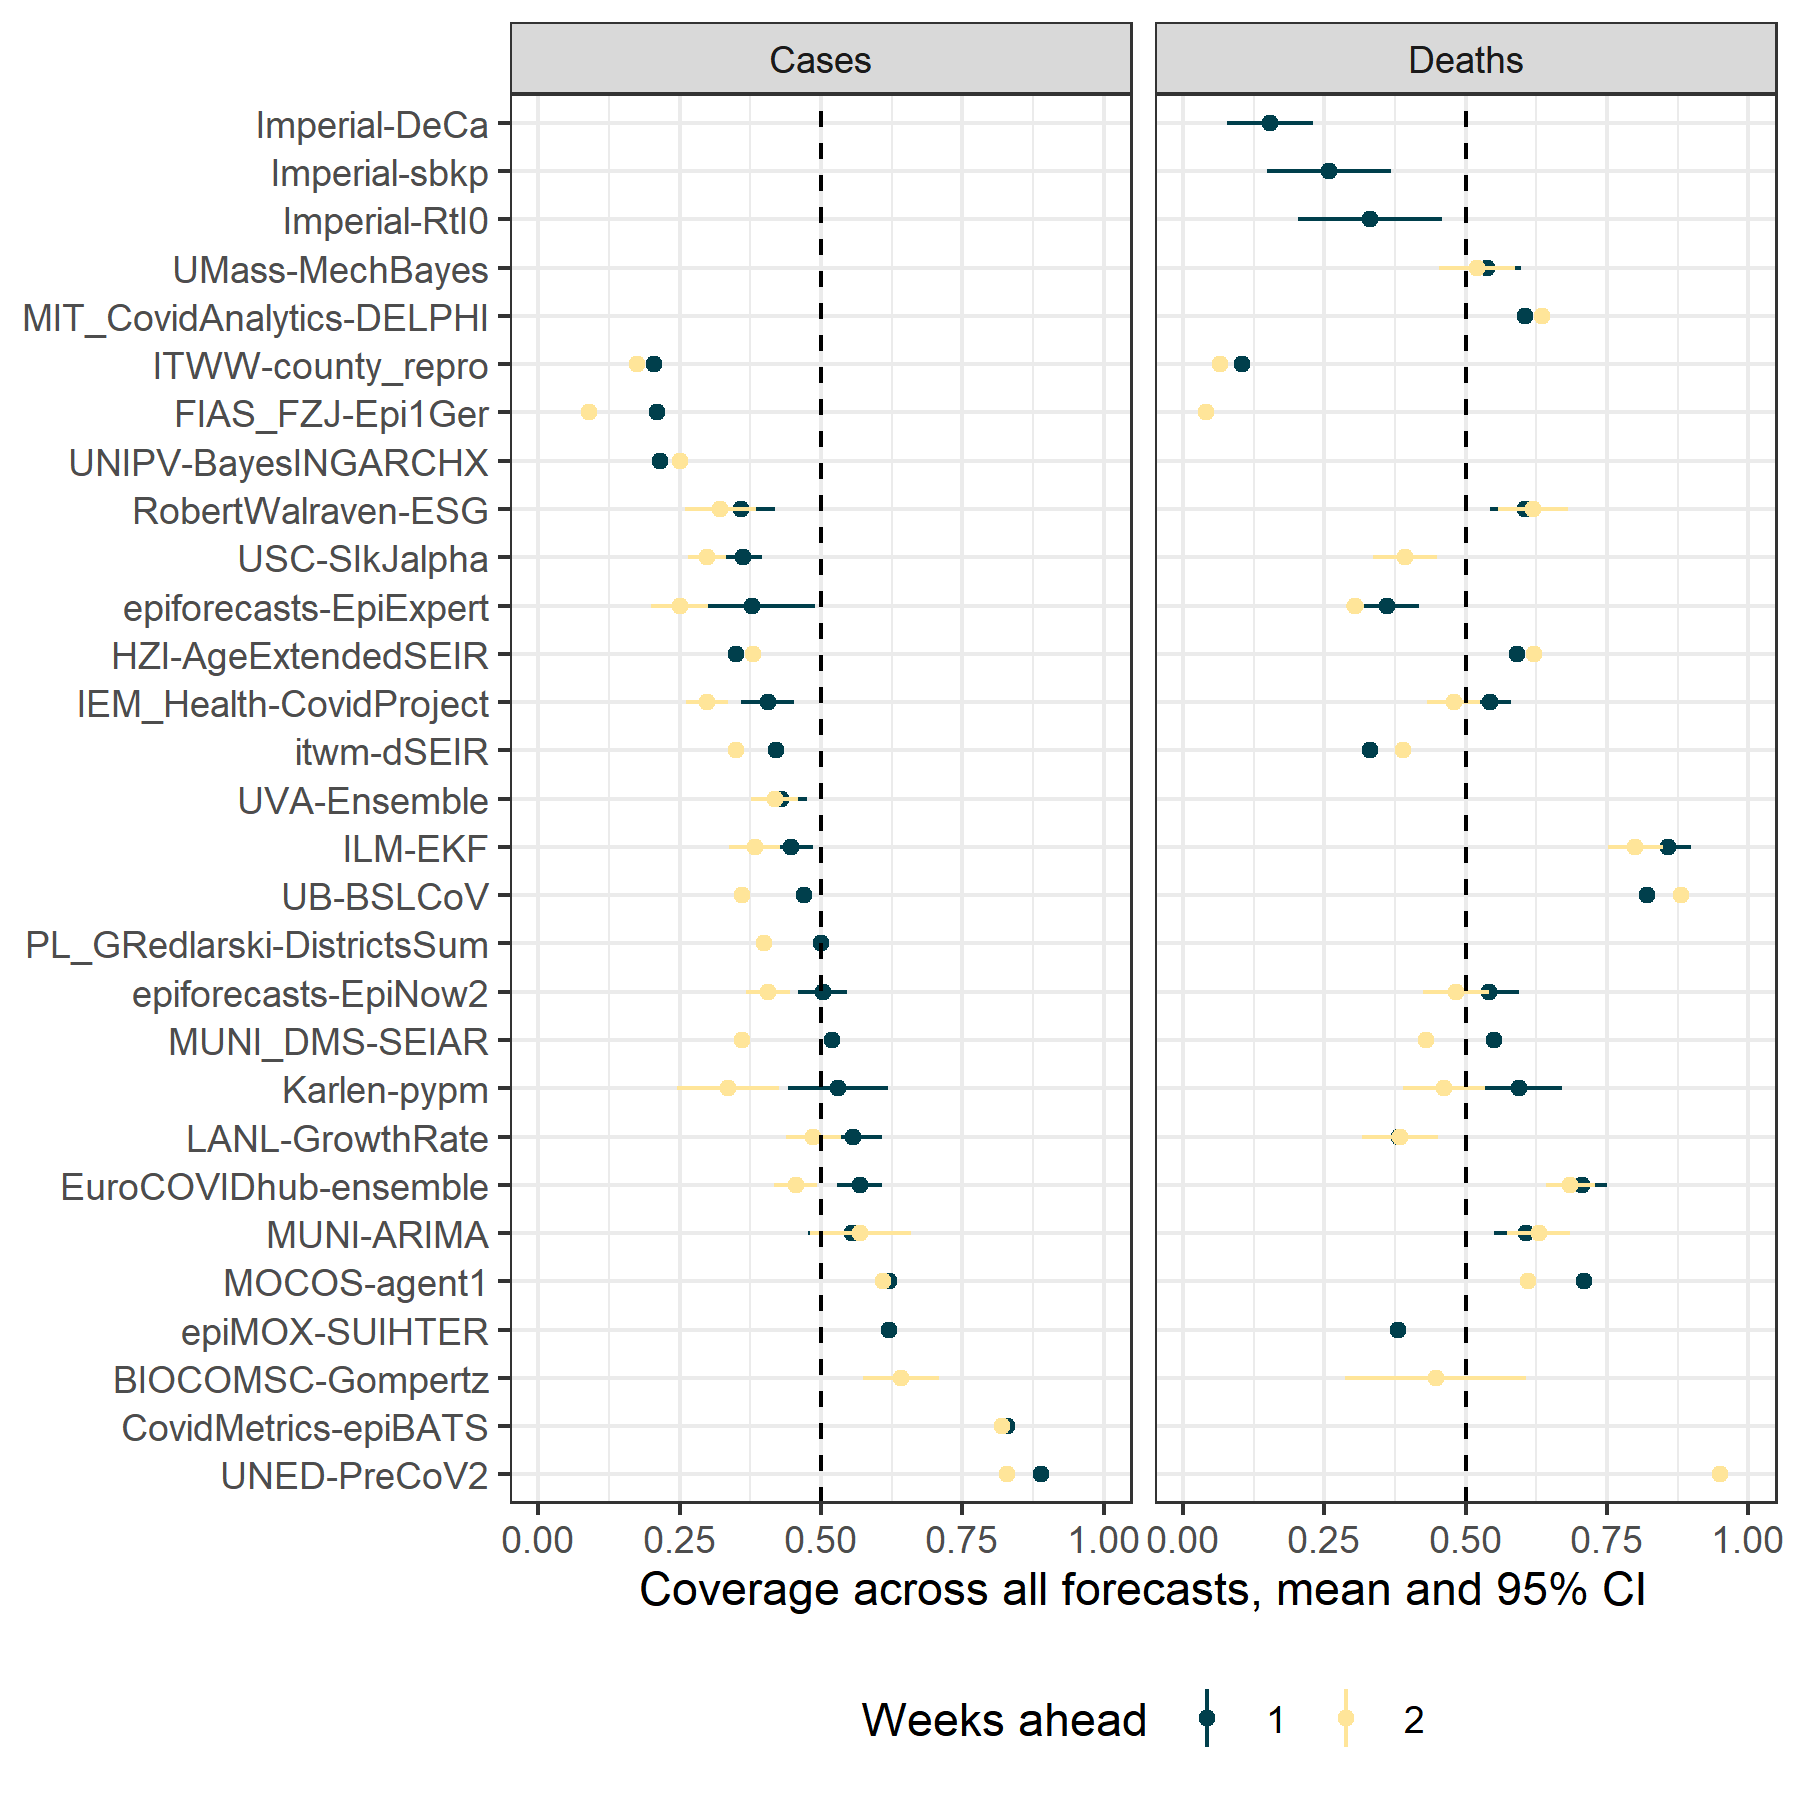 Cases
Deaths
Imperial-DeCa
Imperial-sbkp
Imperial-RtI0
UMass-MechBayes
MIT_CovidAnalytics-DELPHI
ITWW-county_repro
FIAS_FZJ-Epi1Ger
UNIPV-BayesINGARCHX
RobertWalraven-ESG
USC-SIkJalpha
epiforecasts-EpiExpert
HZI-AgeExtendedSEIR
IEM_Health-CovidProject
itwm-dSEIR
UVA-Ensemble
ILM-EKF
UB-BSLCoV
PL_GRedlarski-DistrictsSum
epiforecasts-EpiNow2
MUNI_DMS-SEIAR
Karlen-pypm
LANL-GrowthRate
EuroCOVIDhub-ensemble
MUNI-ARIMA
MOCOS-agent1
epiMOX-SUIHTER
BIOCOMSC-Gompertz
CovidMetrics-epiBATS
UNED-PreCoV2
0.00 0.25 0.50 0.75 1.00 0.00 0.25 0.50 0.75 1.00
Coverage across all forecasts, mean and 95% CI
Weeks ahead 1 2